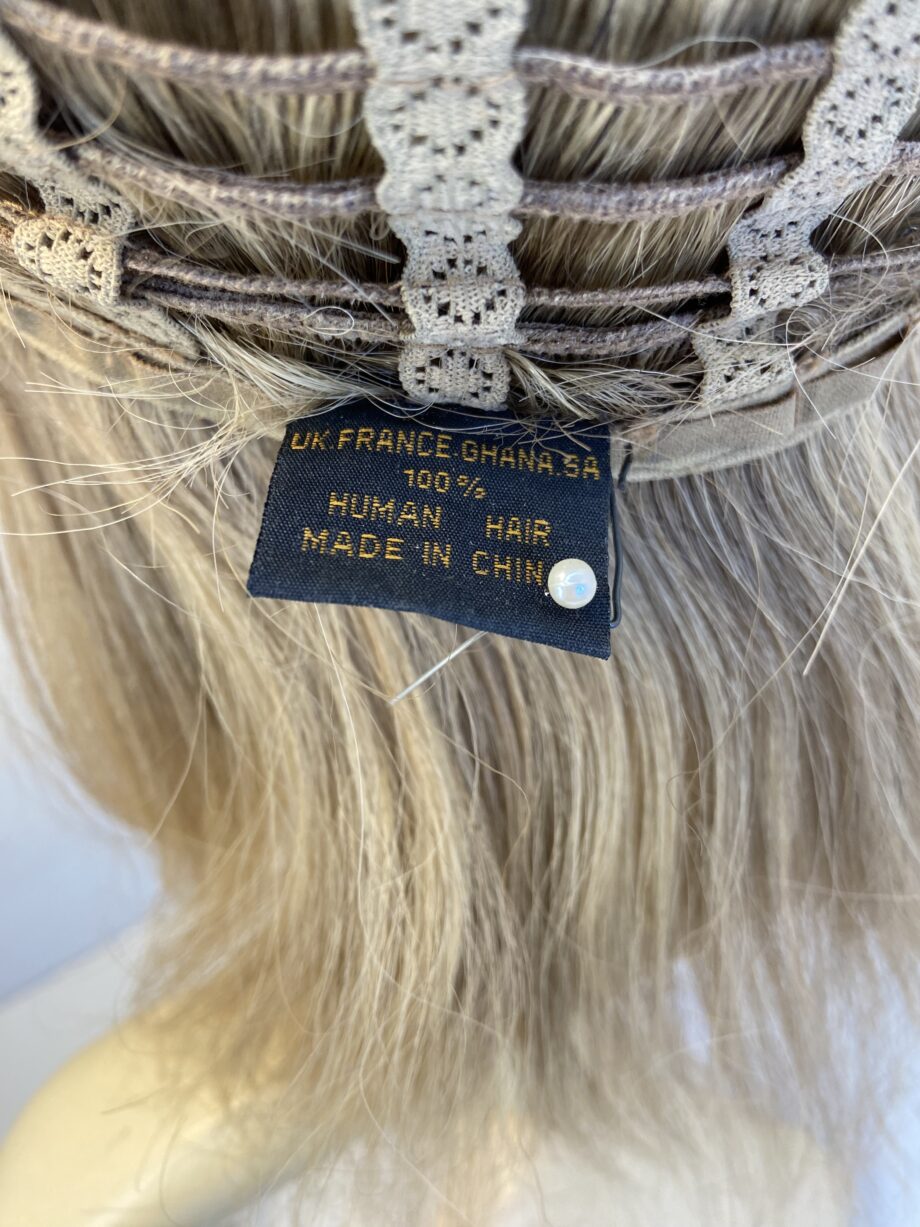 UK.FRANCE.GHANA.SA
100%
HUMAN HAIR
MADE IN CHIN